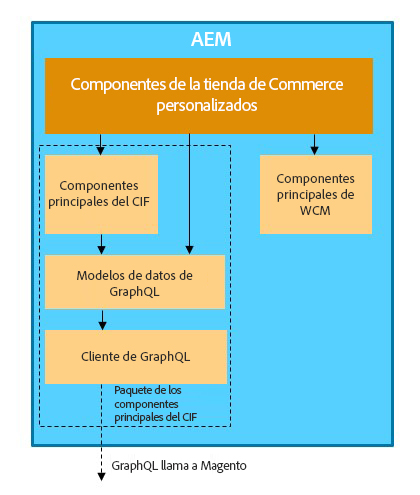 AEM
Componentes de la tienda de Commerce
personalizados
Componentes
principales del CIF
Componentes
principales de
WCM
Modelos de datos de
GraphQL
Cliente de GraphQL
Paquete de los
componentes
principales del CIF
GraphQL llama a Magento